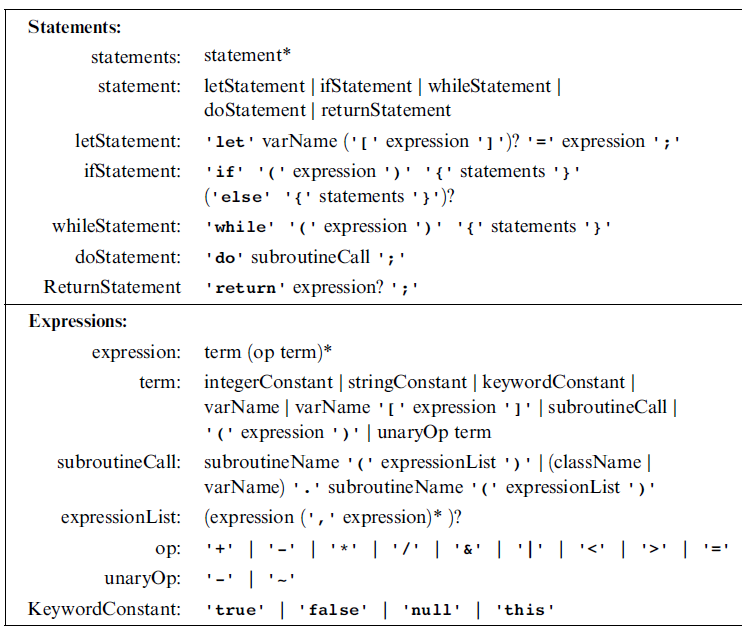 Statements:
statements: statement*
statement: letStatement | ifStatement | whileStatement |
doStatement | returnStatement
letStatement: 'let' varName ('[' expression ']')? '=' expression ';'
ifStatement: 'if' '(' expression ')' '{' statements '}'
('else' '{' statements '}')?
whileStatement: 'while' '(' expression ')' '{' statements '}'
doStatement: 'do' subroutineCall ';'
ReturnStatement 'return' expression? ';'
Expressions:
expression: term (op term)*
term: integerConstant | stringConstant | keywordConstant |
varName | varName '[' expression ']' | subroutineCall |
'(' expression ')' | unaryOp term
subroutineCall: subroutineName '(' expressionList ')' | (className |
varName) '.' subroutineName '(' expressionList ')'
expressionList: (expression (',' expression)* )?
op: '+' | '-' | '*' | '/' | '&' | '|' | '<' | '>' | '='
unaryOp: '-' | '~'
KeywordConstant: 'true' | 'false' | 'null' | 'this'